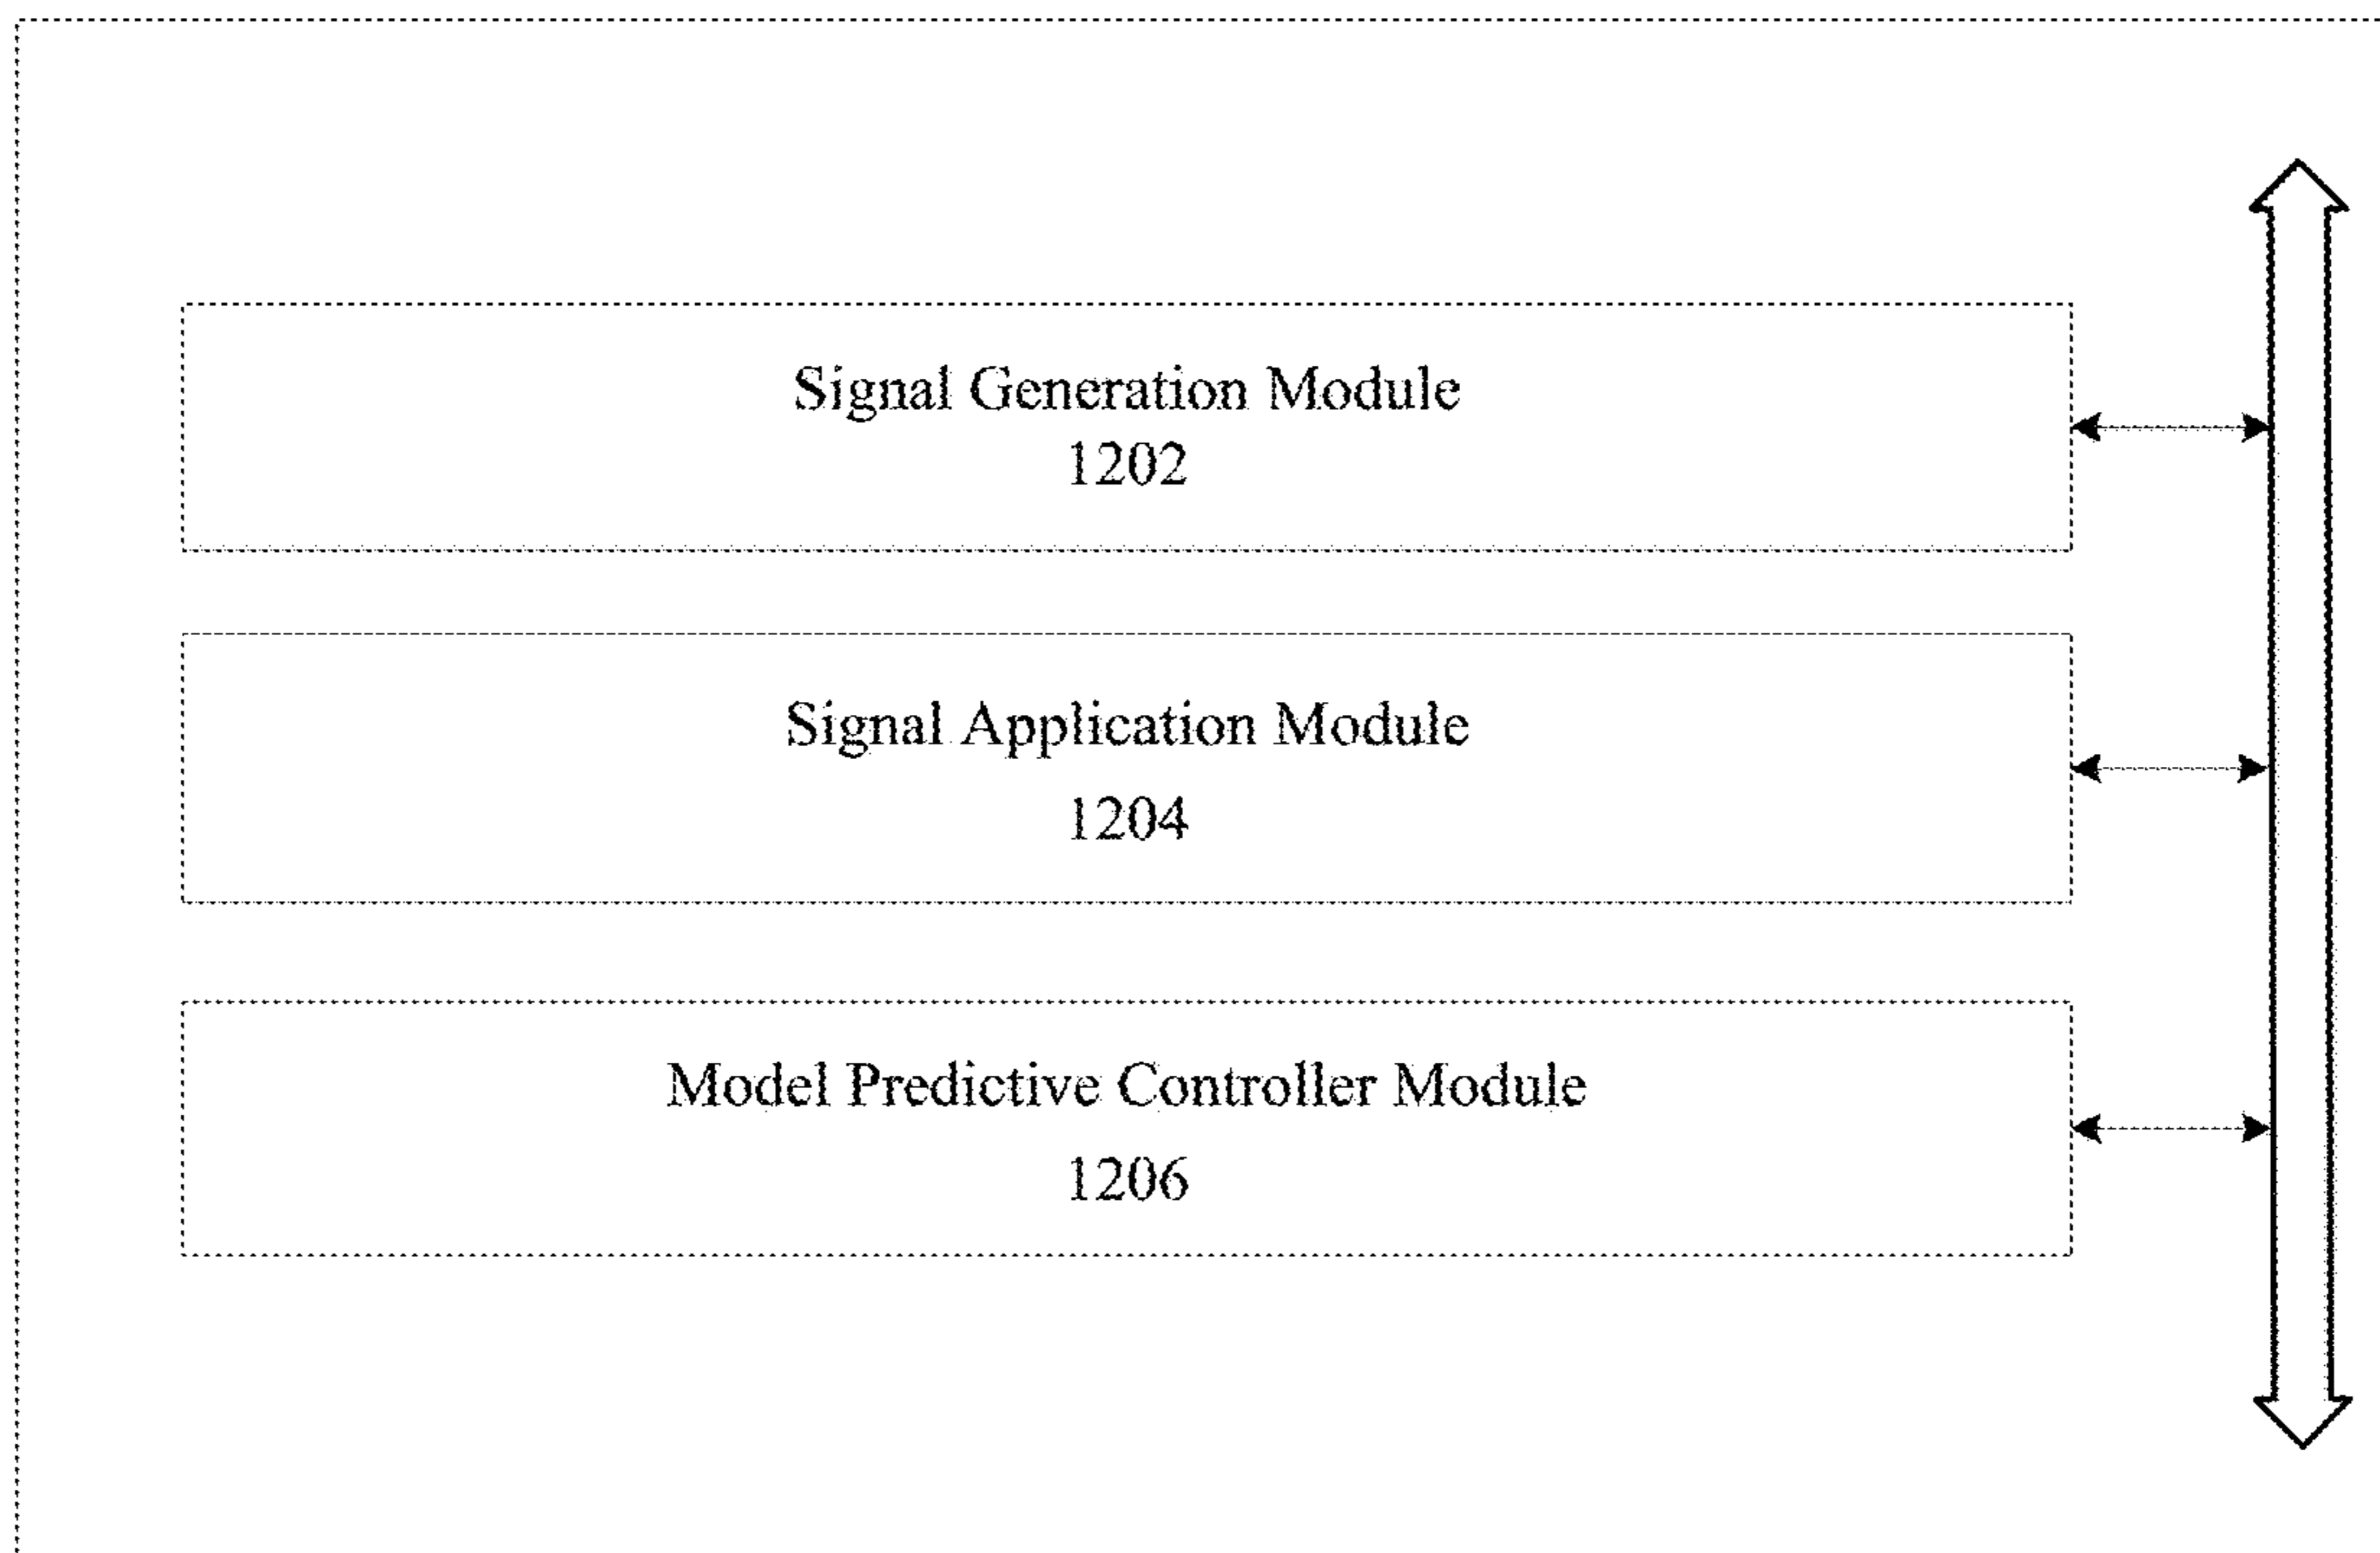 Signal Generation Module
1202
Signal Application Module
1204
Model Predictive Controller Module
1206